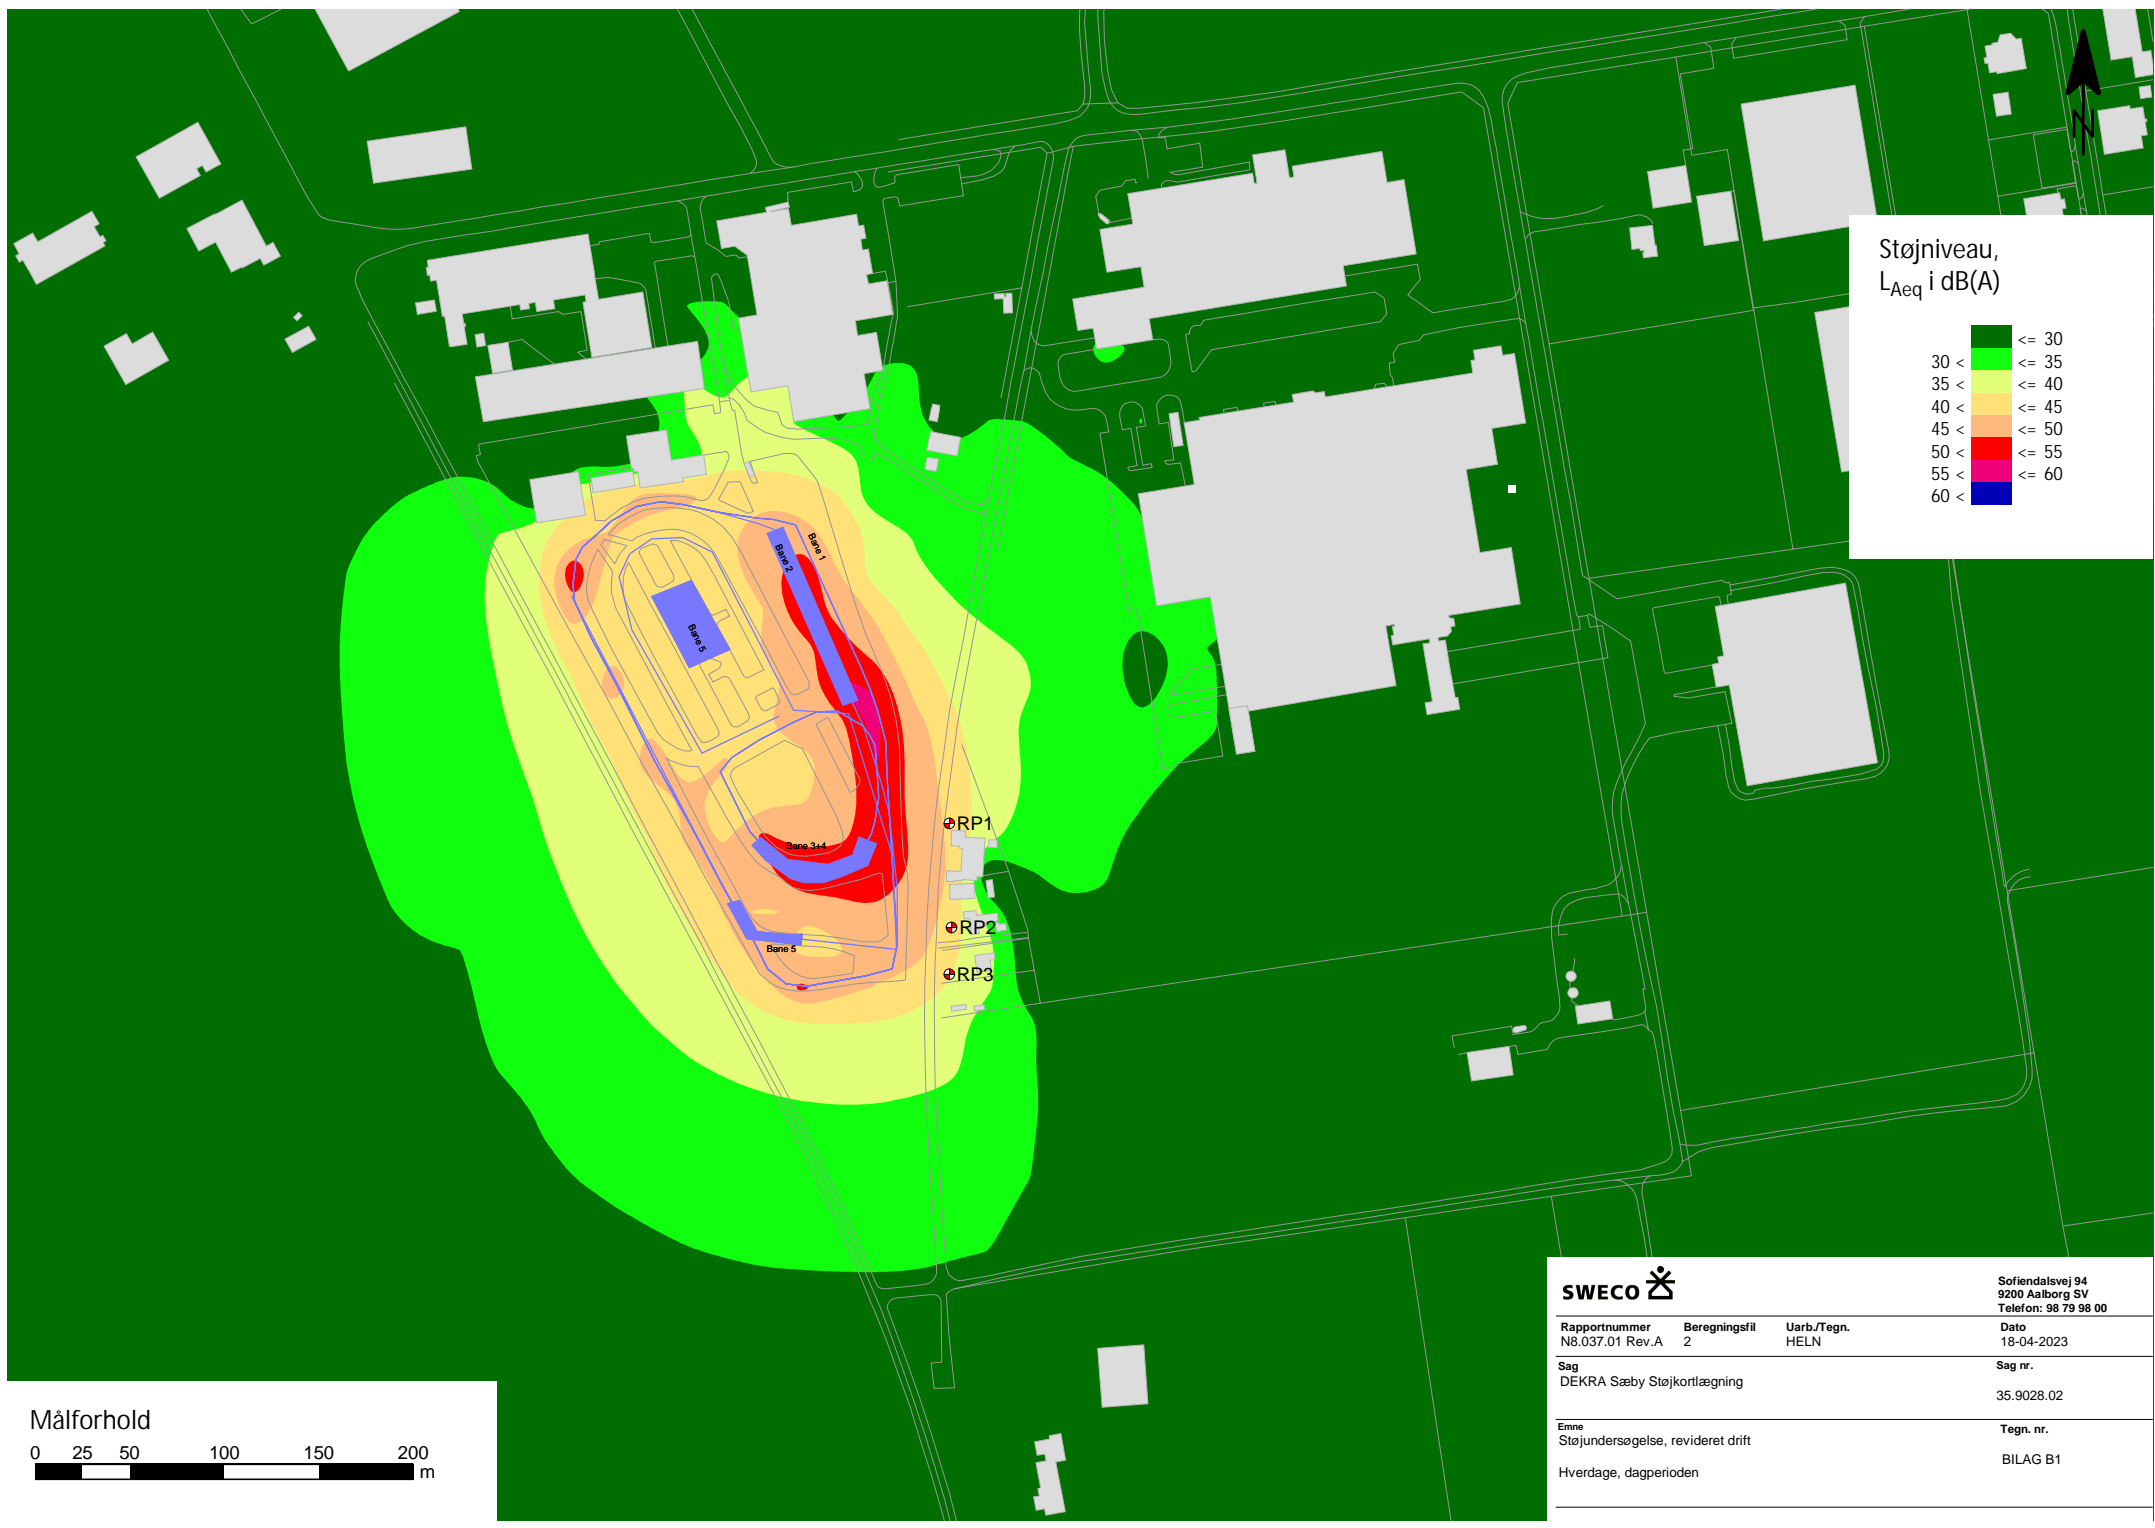 N
Støjniveau,
LAeq i dB(A)
<= 30
30 < <= 35
35 < <= 40
40 < <= 45
45 < <= 50
50 < <= 55
55 < <= 60
60 <
Bane 1
Bane 2
Bane 5
Bane 3+4
Bane 5
RP1
RP2
RP3
Målforhold
0 25 50 100 150 200
m
SWECO
Sofiendalsvej 94
9200 Aalborg SV
Telefon: 98 79 98 00
Rapportnummer Beregningsfil Uarb./Tegn. Dato
N8.037.01 Rev.A 2 HELN 18-04-2023
Sag Sag nr.
DEKRA Sæby Støjkortlægning
35.9028.02
Emne Tegn. nr.
Støjundersøgelse, revideret drift
BILAG B1
Hverdage, dagperioden